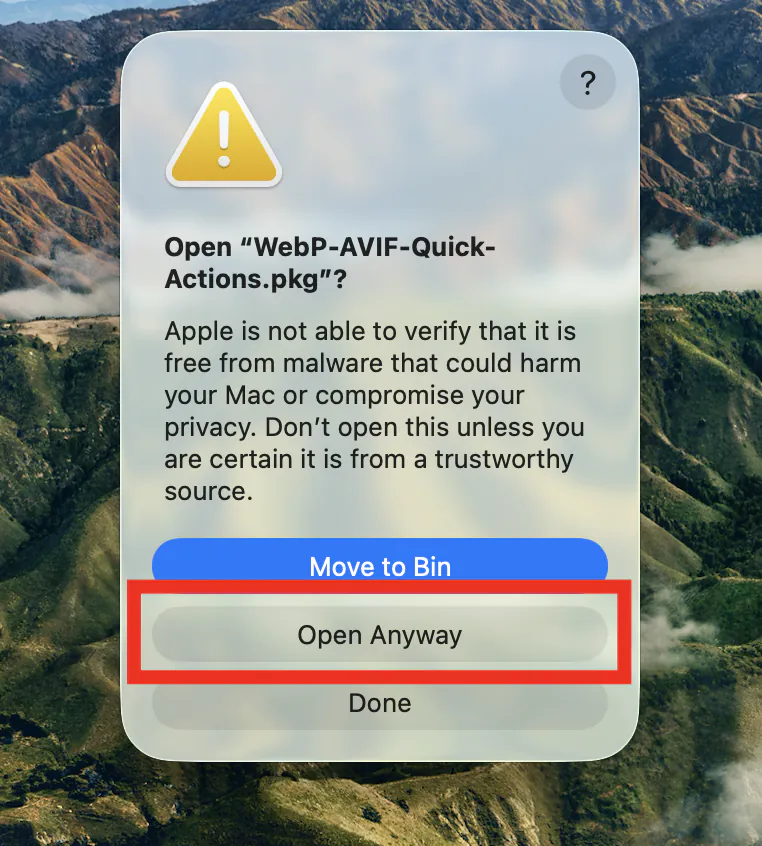 ?
Open “WebP-AVIF-Quick-
Actions.pkg”?
Apple is not able to verify that it is
free from malware that could harm
your Mac or compromise your
privacy. Don’t open this unless you
are certain it is from a trustworthy
source.
Move to Bin
Open Anyway
Done